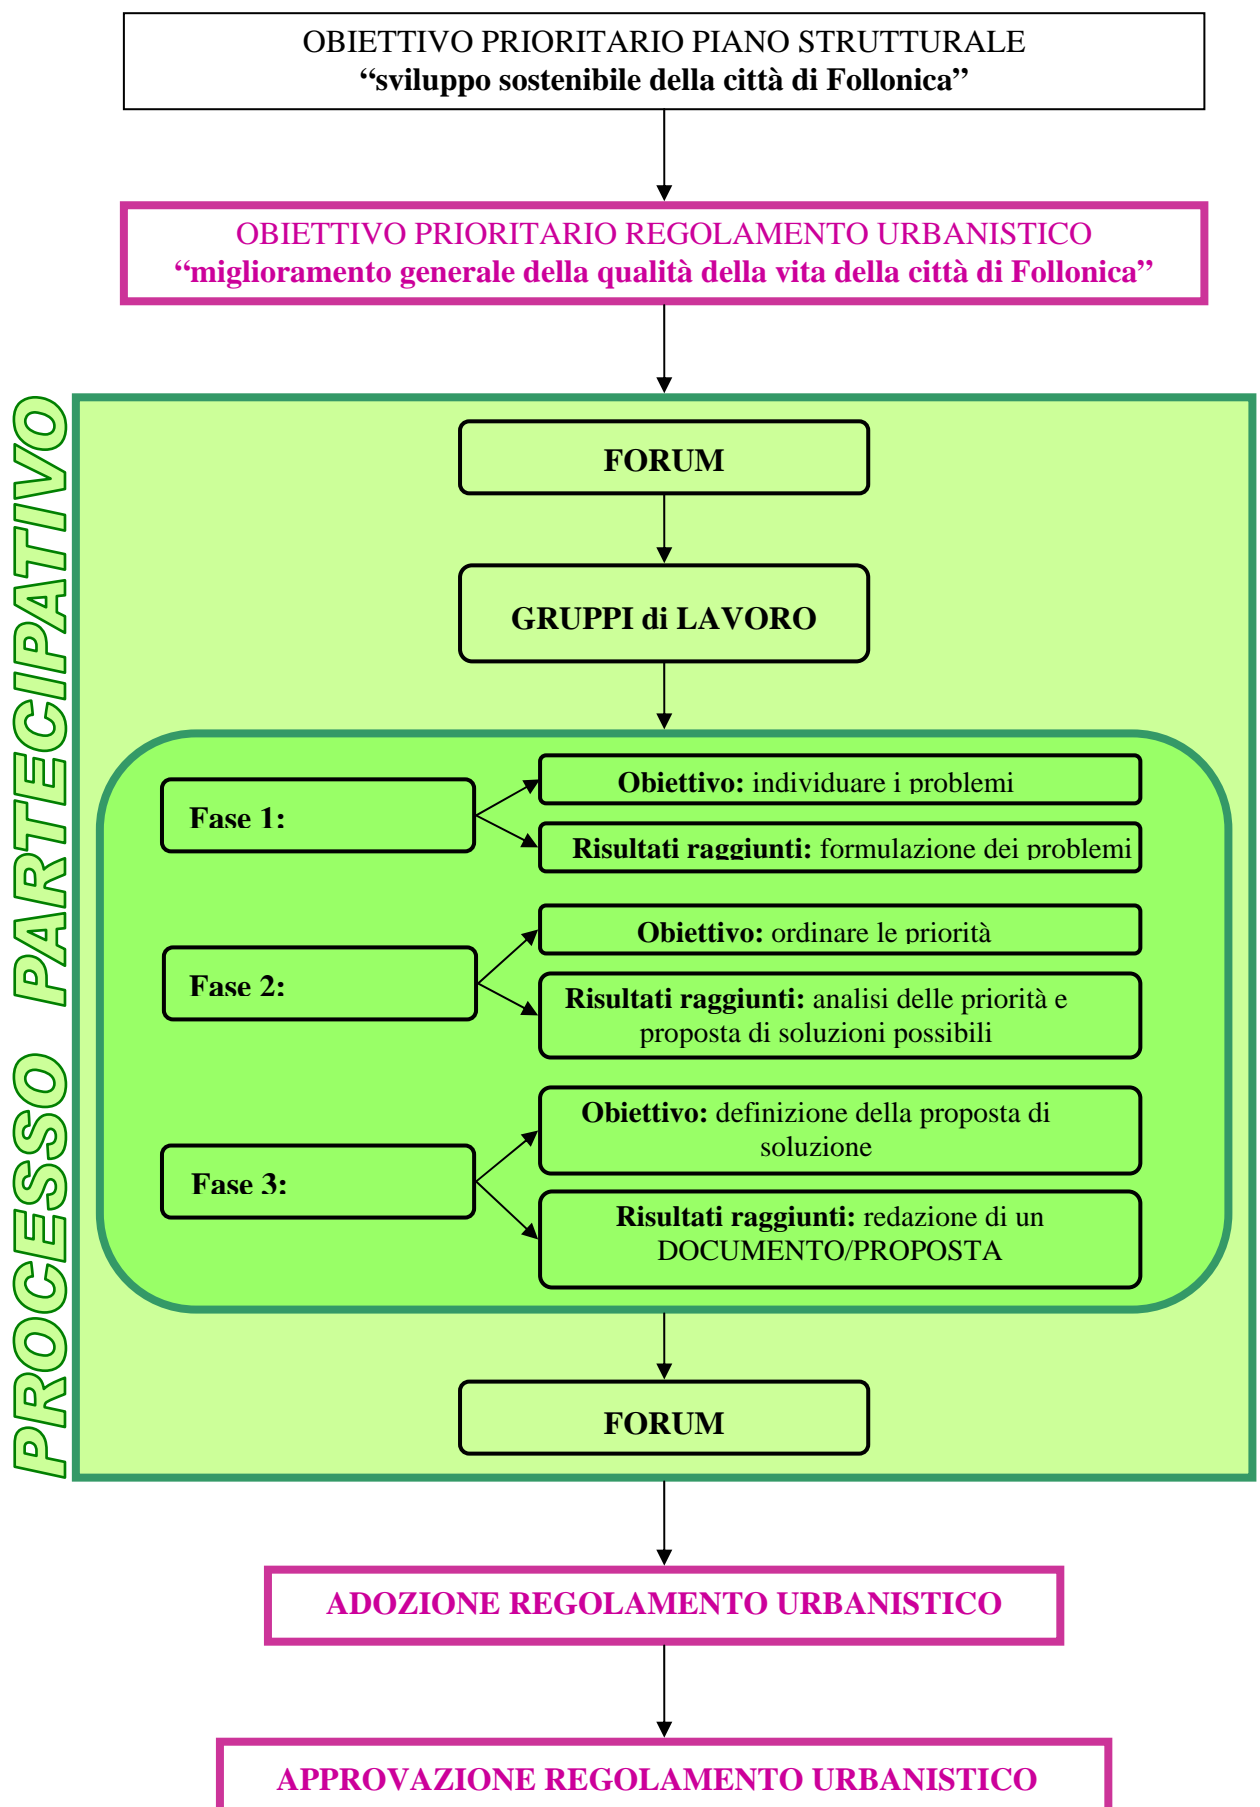 OBIETTIVO PRIORITARIO PIANO STRUTTURALE
“sviluppo sostenibile della città di Follonica”
OBIETTIVO PRIORITARIO REGOLAMENTO URBANISTICO
“miglioramento generale della qualità della vita della città di Follonica”
PROCESSO PARTECIPATIVO
FORUM
GRUPPI di LAVORO
Fase 1:
Obiettivo: individuare i problemi
Risultati raggiunti: formulazione dei problemi
Fase 2:
Obiettivo: ordinare le priorità
Risultati raggiunti: analisi delle priorità e
proposta di soluzioni possibili
Fase 3:
Obiettivo: definizione della proposta di
soluzione
Risultati raggiunti: redazione di un
DOCUMENTO/PROPOSTA
FORUM
ADOZIONE REGOLAMENTO URBANISTICO
APPROVAZIONE REGOLAMENTO URBANISTICO